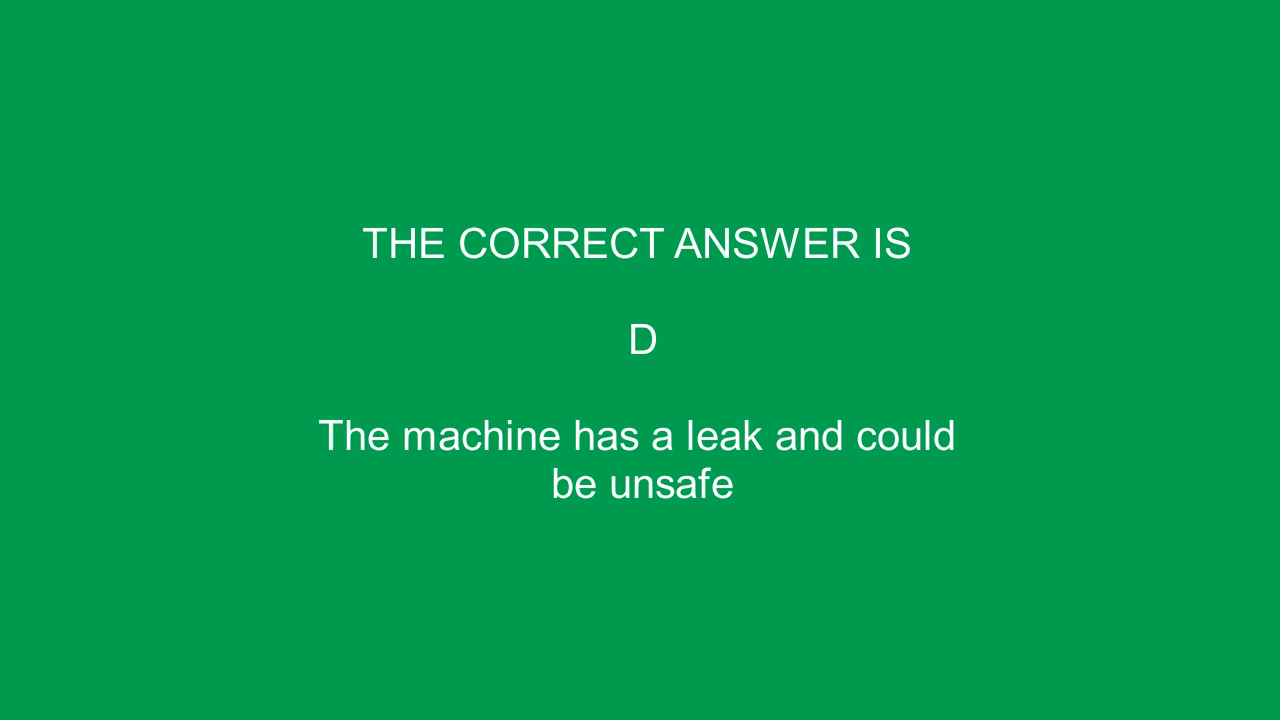 THE CORRECT ANSWER IS
D
The machine has a leak and could
be unsafe